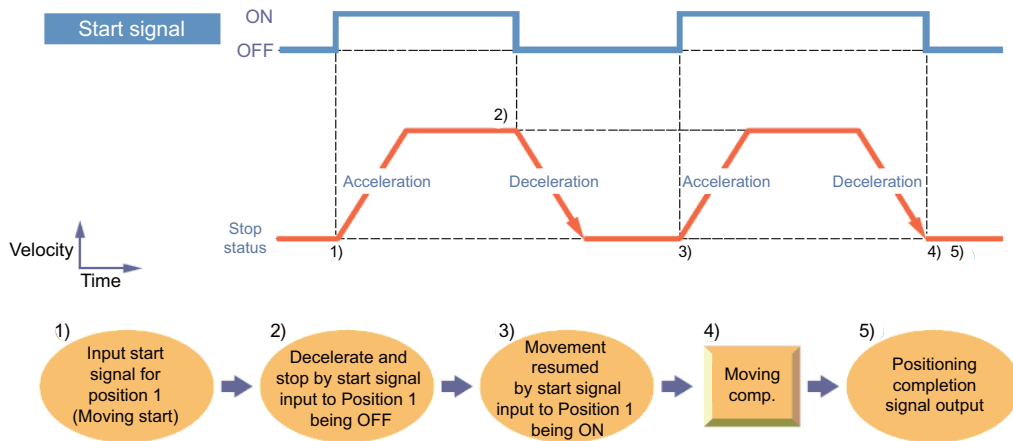 Start signal
ON
OFF
2)
Acceleration
Deceleration
Acceleration
Deceleration
Stop
status
1)
3)
4) 5)
Velocity
Time
1)
Input start
signal for
position 1
(Moving start)
2)
Decelerate and
stop by start signal
input to Position 1
being OFF
3)
Movement
resumed
by start signal
input to Position 1
being ON
4)
Moving
comp.
5)
Positioning
completion
signal output